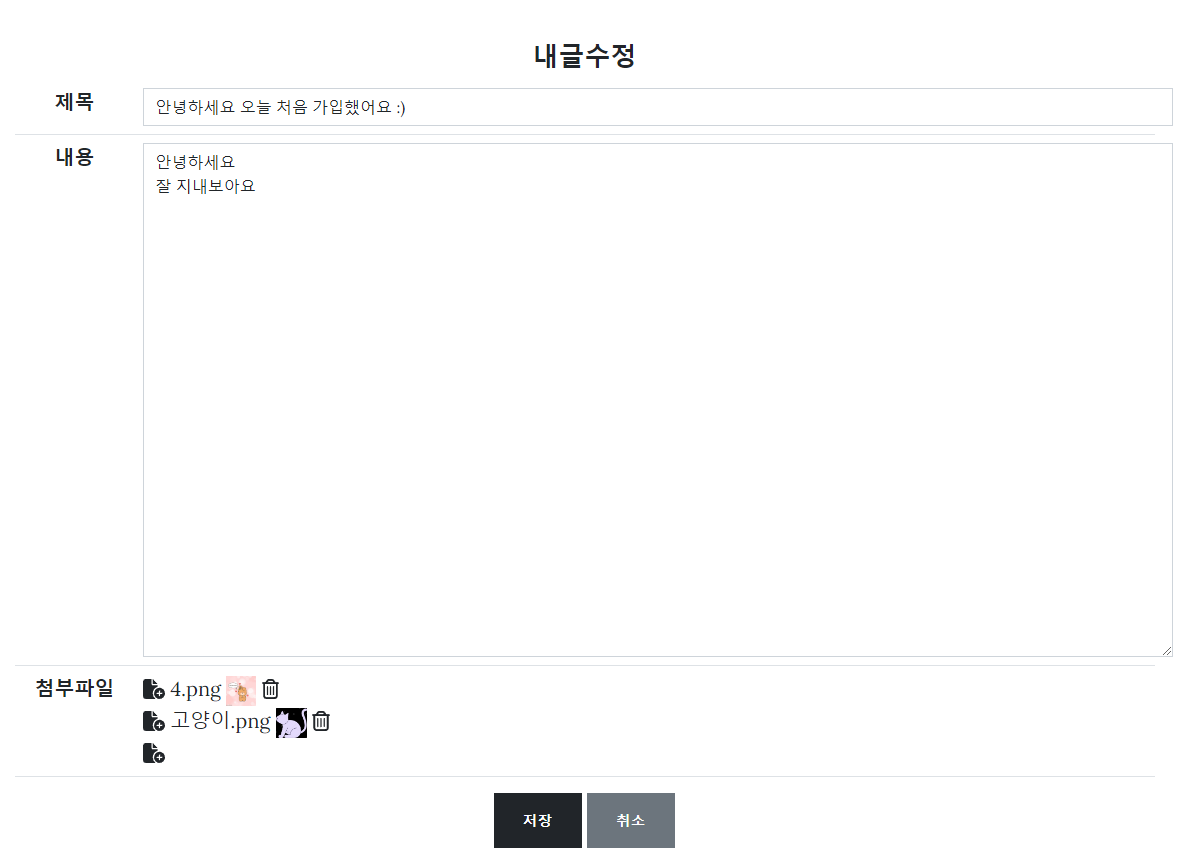 내글수정
제목
안녕하세요 오늘 처음 가입했어요 :)
내용
안녕하세요
잘 지내보아요
첨부파일
4.png
고양이.png
저장 취소